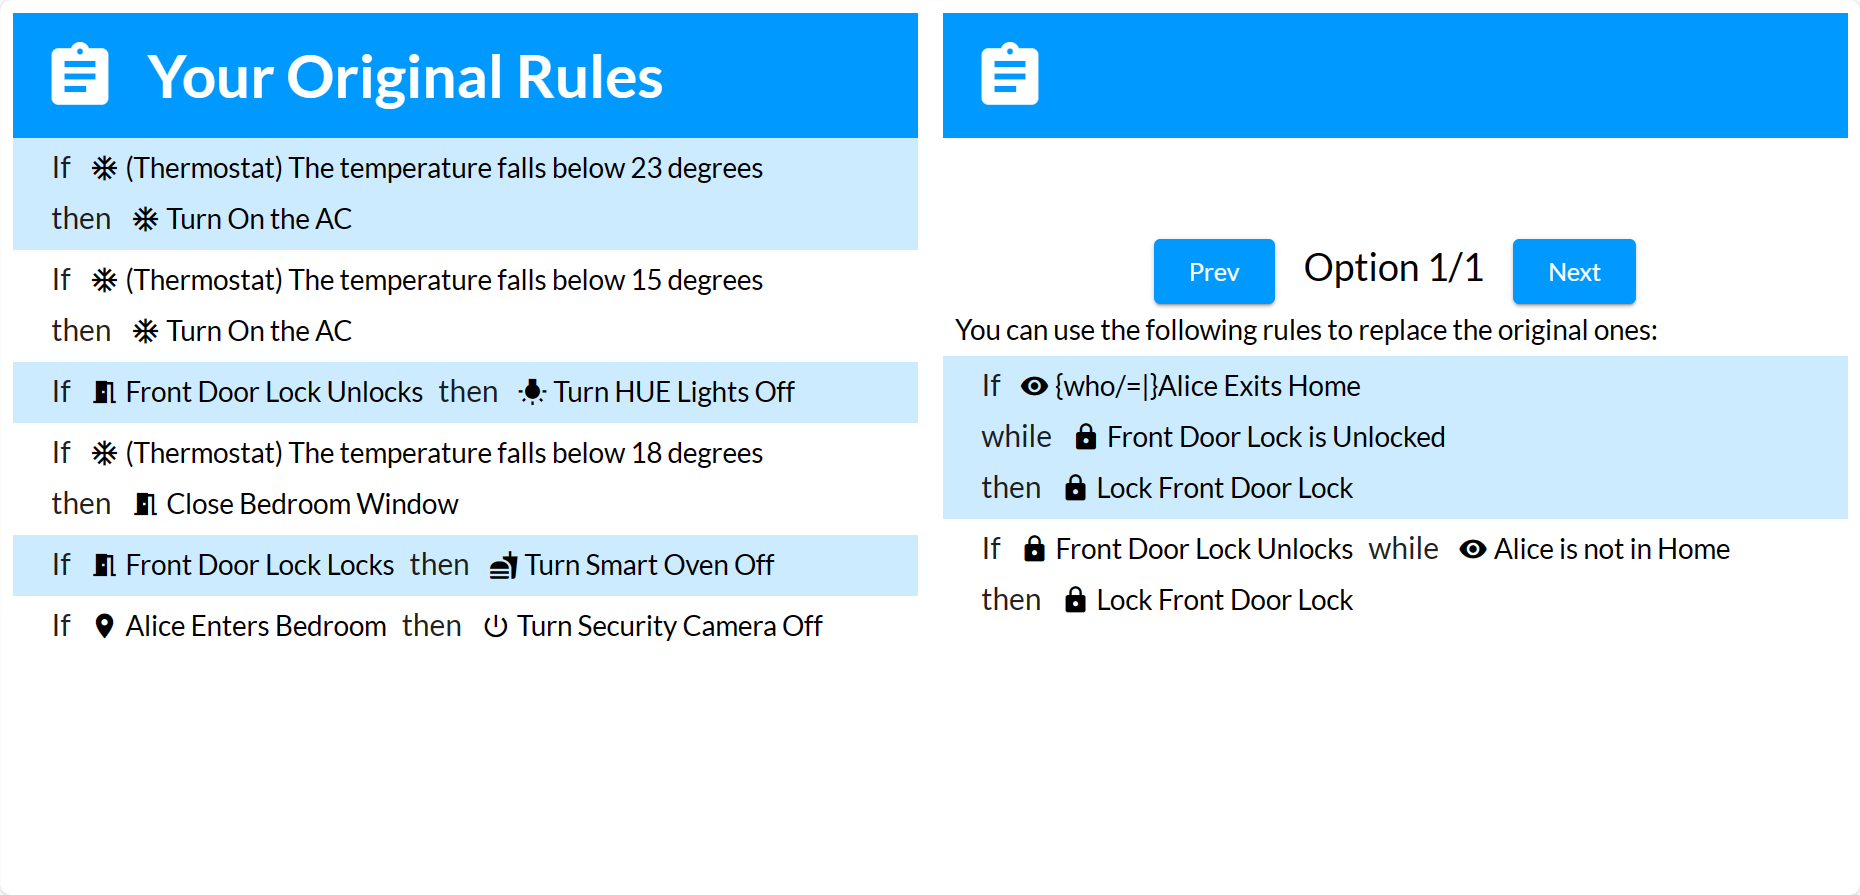 Your Original Rules
If (Thermostat) The temperature falls below 23 degrees
then Turn On the AC
If (Thermostat) The temperature falls below 15 degrees
then Turn On the AC
If Front Door Lock Unlocks then Turn HUE Lights Off
If (Thermostat) The temperature falls below 18 degrees
then Close Bedroom Window
If Front Door Lock Locks then Turn Smart Oven Off
If Alice Enters Bedroom then Turn Security Camera Off
Prev Option 1/1 Next
You can use the following rules to replace the original ones:
If {who/=|}Alice Exits Home
while Front Door Lock is Unlocked
then Lock Front Door Lock
If Front Door Lock Unlocks while Alice is not in Home
then Lock Front Door Lock